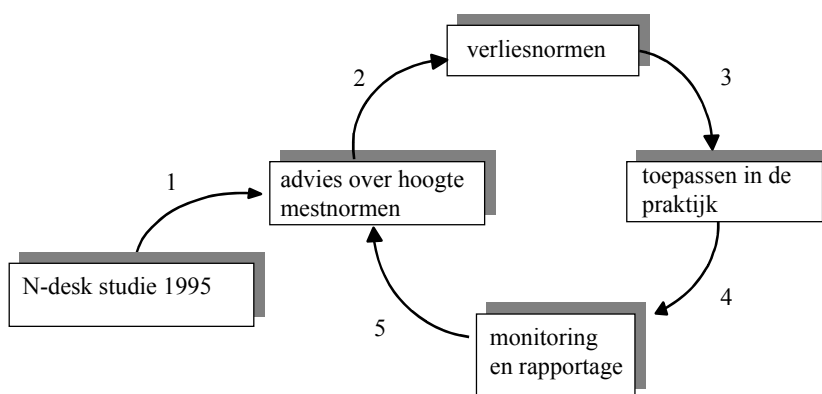 verliesnormen
2
3
advies over hoogte
mestnormen
toepassen in de
praktijk
1
N-desk studie 1995
4
5
monitoring
en rapportage